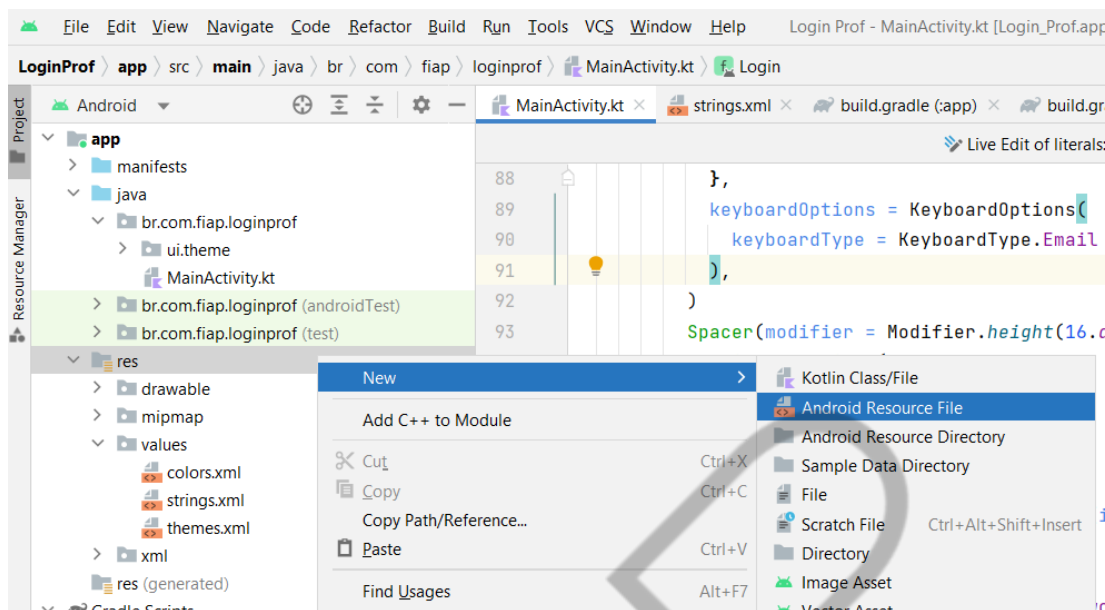 File Edit View Navigate Code Refactor Build Run Tools VCS Window Help Login Prof - MainActivity.kt [Login_Prof.app
LoginProf app src main java br com fiap loginprof MainActivity.kt Login
Project
Resource Manager
Android
MainActivity.kt strings.xml build.gradle (:app) build.gr
Live Edit of literals:
app
manifests
java
br.com.fiap.loginprof
ui.theme
MainActivity.kt
br.com.fiap.loginprof (androidTest)
br.com.fiap.loginprof (test)
res
drawable
mipmap
values
colors.xml
strings.xml
themes.xml
xml
res (generated)
Gradle Scripts
88 },
89 keyboardOptions = KeyboardOptions(
90 keyboardType = KeyboardType.Email
91 ),
92 )
93 Spacer(modifier = Modifier.height(16.d
New
Add C++ to Module
Cut Ctrl+X
Copy Ctrl+C
Copy Path/Reference...
Paste Ctrl+V
Find Usages Alt+F7
Kotlin Class/File
Android Resource File
Android Resource Directory
Sample Data Directory
File
Scratch File Ctrl+Alt+Shift+Insert
Directory
Image Asset
Vector Asset